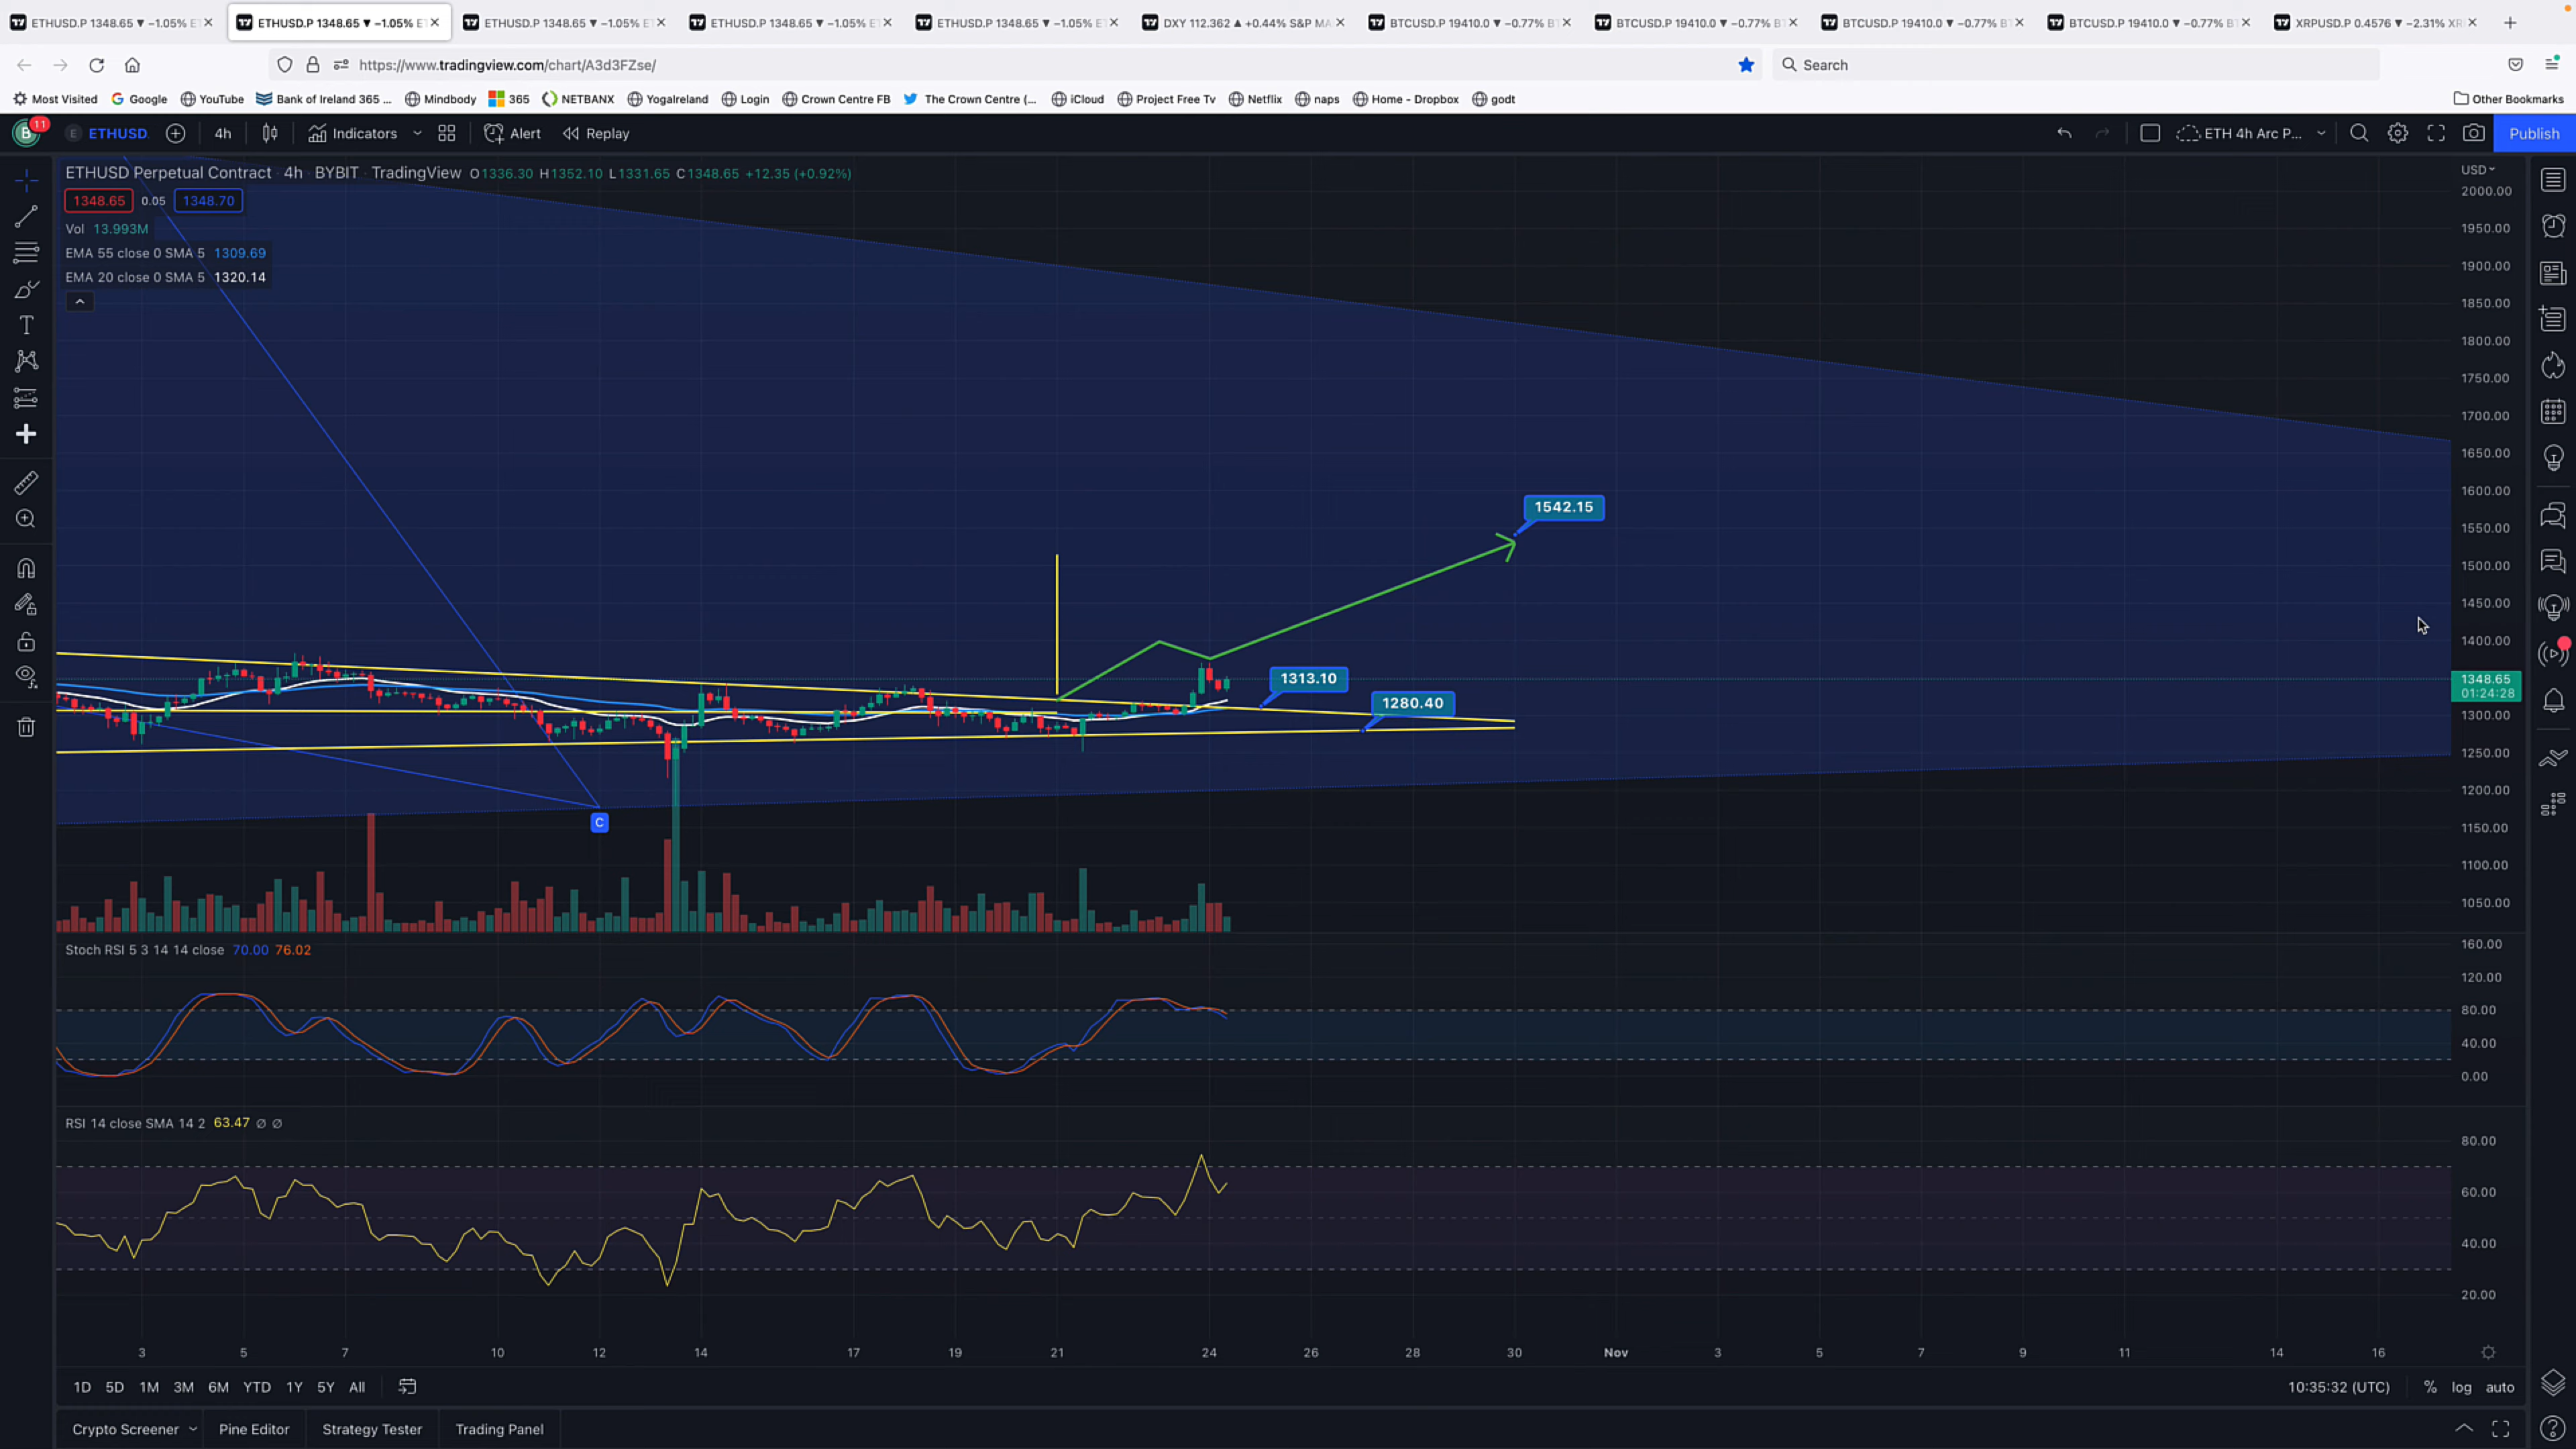 ETHUSD.P 1348.65 ▼ −1.05% E
ETHUSD.P 1348.65 ▼ −1.05% E
ETHUSD.P 1348.65 ▼ −1.05% E
ETHUSD.P 1348.65 ▼ −1.05% E
ETHUSD.P 1348.65 ▼ −1.05% E
DXY 112.362 ▲ +0.44% S&P MA
BTCUSD.P 19410.0 ▼ −0.77% B
BTCUSD.P 19410.0 ▼ −0.77% B
BTCUSD.P 19410.0 ▼ −0.77% B
BTCUSD.P 19410.0 ▼ −0.77% B
XRPUSD.P 0.4576 ▼ −2.31% XR
https://www.tradingview.com/chart/A3d3FZse/
Search
Most Visited Google YouTube Bank of Ireland 365 ... Mindbody 365 NETBANX YogaIreland Login Crown Centre FB The Crown Centre (... iCloud Project Free Tv Netflix naps Home - Dropbox godt Other Bookmarks
B 11 E ETHUSD 4h Indicators Alert Replay ETH 4h Arc P... Publish
ETHUSD Perpetual Contract · 4h · BYBIT · TradingView O1336.30 H1352.10 L1331.65 C1348.65 +12.35 (+0.92%)
1348.65 0.05 1348.70
Vol 13.993M
EMA 55 close 0 SMA 5 1309.69
EMA 20 close 0 SMA 5 1320.14
USD
2000.00
1950.00
1900.00
1850.00
1800.00
1750.00
1700.00
1650.00
1600.00
1550.00
1500.00
1450.00
1400.00
1348.65
01:24:28
1300.00
1250.00
1200.00
1150.00
1100.00
1050.00
1542.15
1313.10
1280.40
C
Stoch RSI 5 3 14 14 close 70.00 76.02
160.00
120.00
80.00
40.00
0.00
RSI 14 close SMA 14 2 63.47 ∅ ∅
80.00
60.00
40.00
20.00
3 5 7 10 12 14 17 19 21 24 26 28 30 Nov 3 5 7 9 11 14 16
1D 5D 1M 3M 6M YTD 1Y 5Y All 10:35:32 (UTC) % log auto
Crypto Screener Pine Editor Strategy Tester Trading Panel